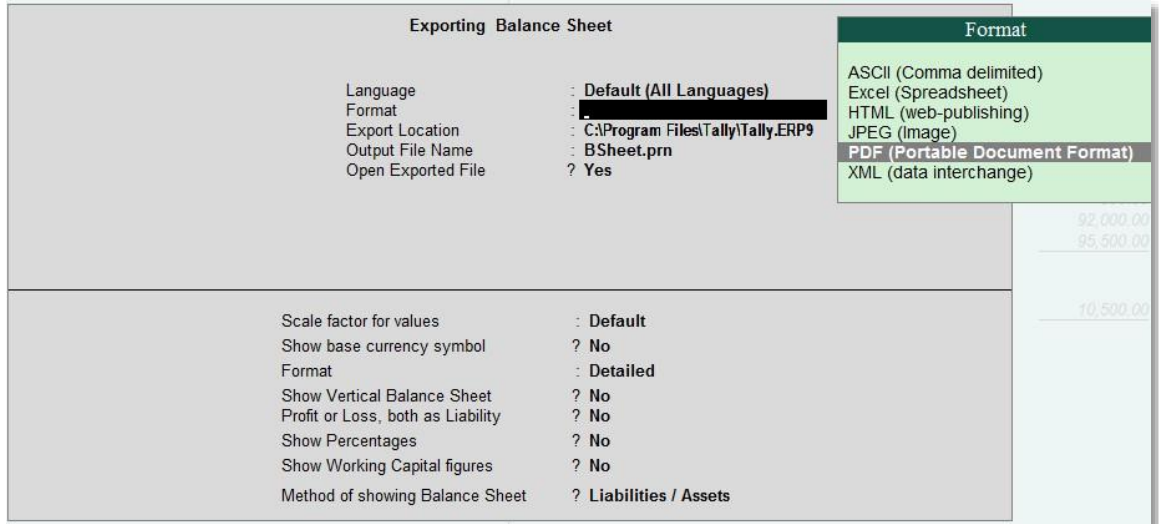 Exporting Balance Sheet
Format
Language : Default (All Languages)
Format :
Export Location : C:\Program Files\Tally\Tally.ERP9
Output File Name : BSheet.prn
Open Exported File ? Yes
ASCII (Comma delimited)
Excel (Spreadsheet)
HTML (web-publishing)
JPEG (Image)
PDF (Portable Document Format)
XML (data interchange)
92,000.00
95,500.00
10,500.00
Scale factor for values : Default
Show base currency symbol ? No
Format : Detailed
Show Vertical Balance Sheet ? No
Profit or Loss, both as Liability ? No
Show Percentages ? No
Show Working Capital figures ? No
Method of showing Balance Sheet ? Liabilities / Assets